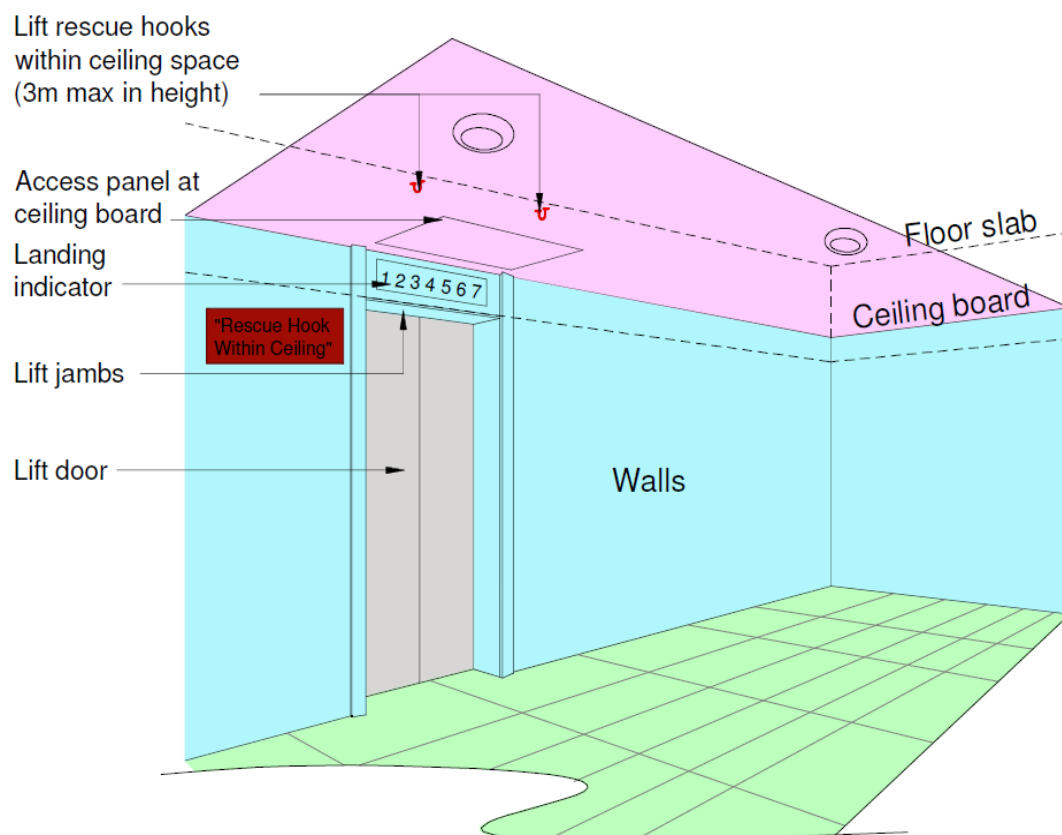 Lift rescue hooks
within ceiling space
(3m max in height)
Access panel at
ceiling board
Landing
indicator
1 2 3 4 5 6 7
"Rescue Hook
Within Ceiling"
Lift jambs
Lift door
Floor slab
Ceiling board
Walls